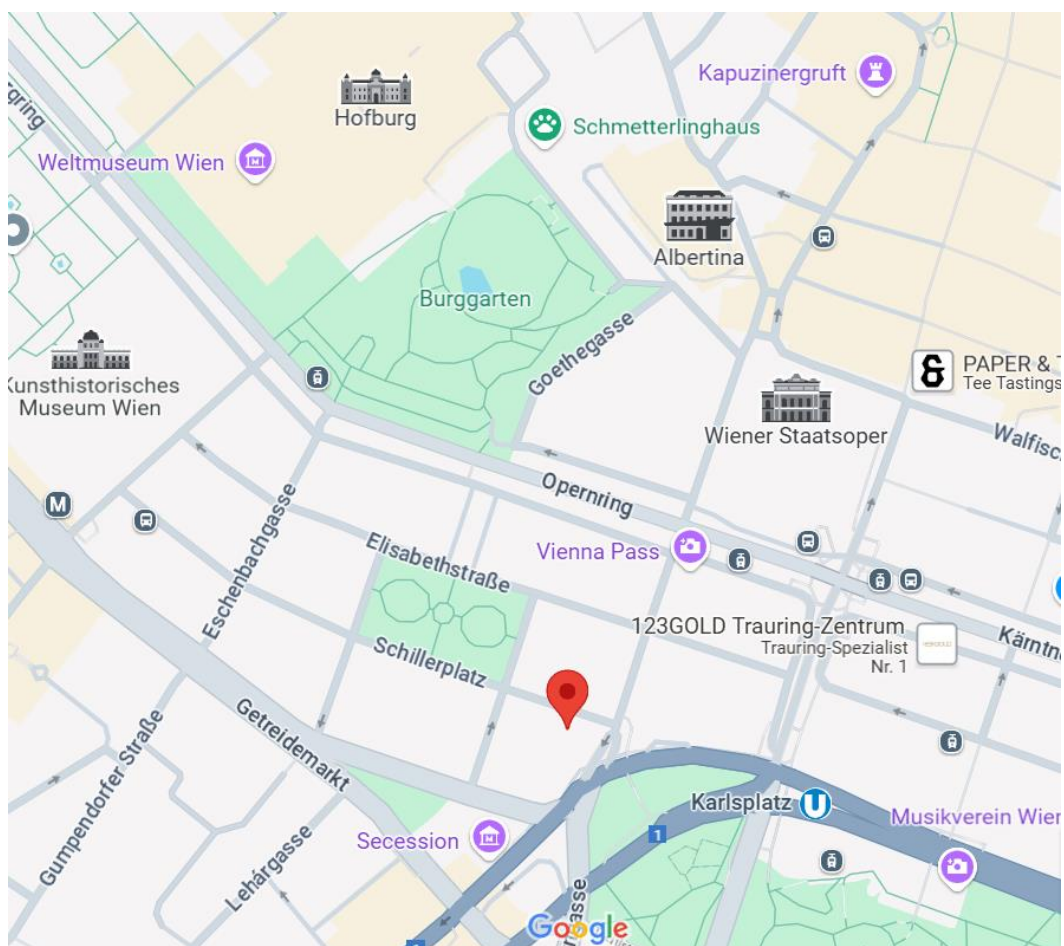 Kapuzinergruft
Hofburg
Schmetterlinghaus
Weltmuseum Wien
Albertina
Burggarten
Goethegasse
Kunsthistorisches
Museum Wien
PAPER &
Tee Tastings
Wiener Staatsoper
Walfisc
Opernring
M
Eschenbachgasse
Vienna Pass
Elisabethstraße
123GOLD Trauring-Zentrum
Trauring-Spezialist
Nr. 1
Kärntn
Schillerplatz
Getreidemarkt
Gumpendorfer Straße
Karlsplatz
U
Musikverein Wien
1
Secession
Lehárgasse
gasse
Google